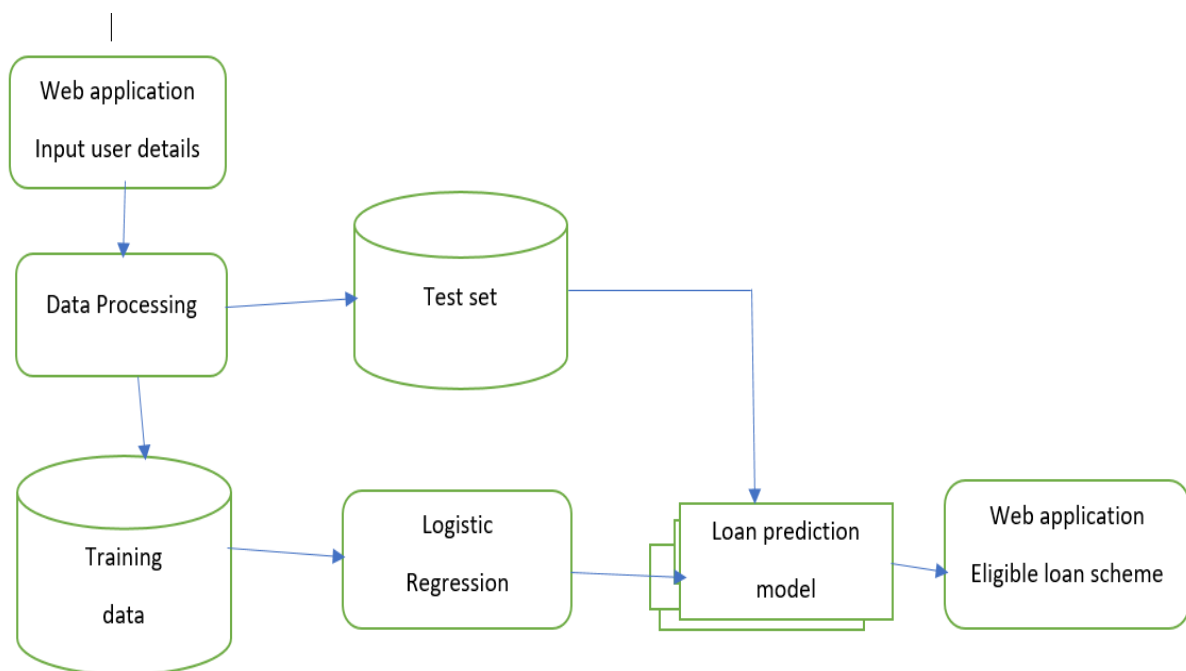 Web application
Input user details
Data Processing
Test set
Training
data
Logistic
Regression
Loan prediction
model
Web application
Eligible loan scheme